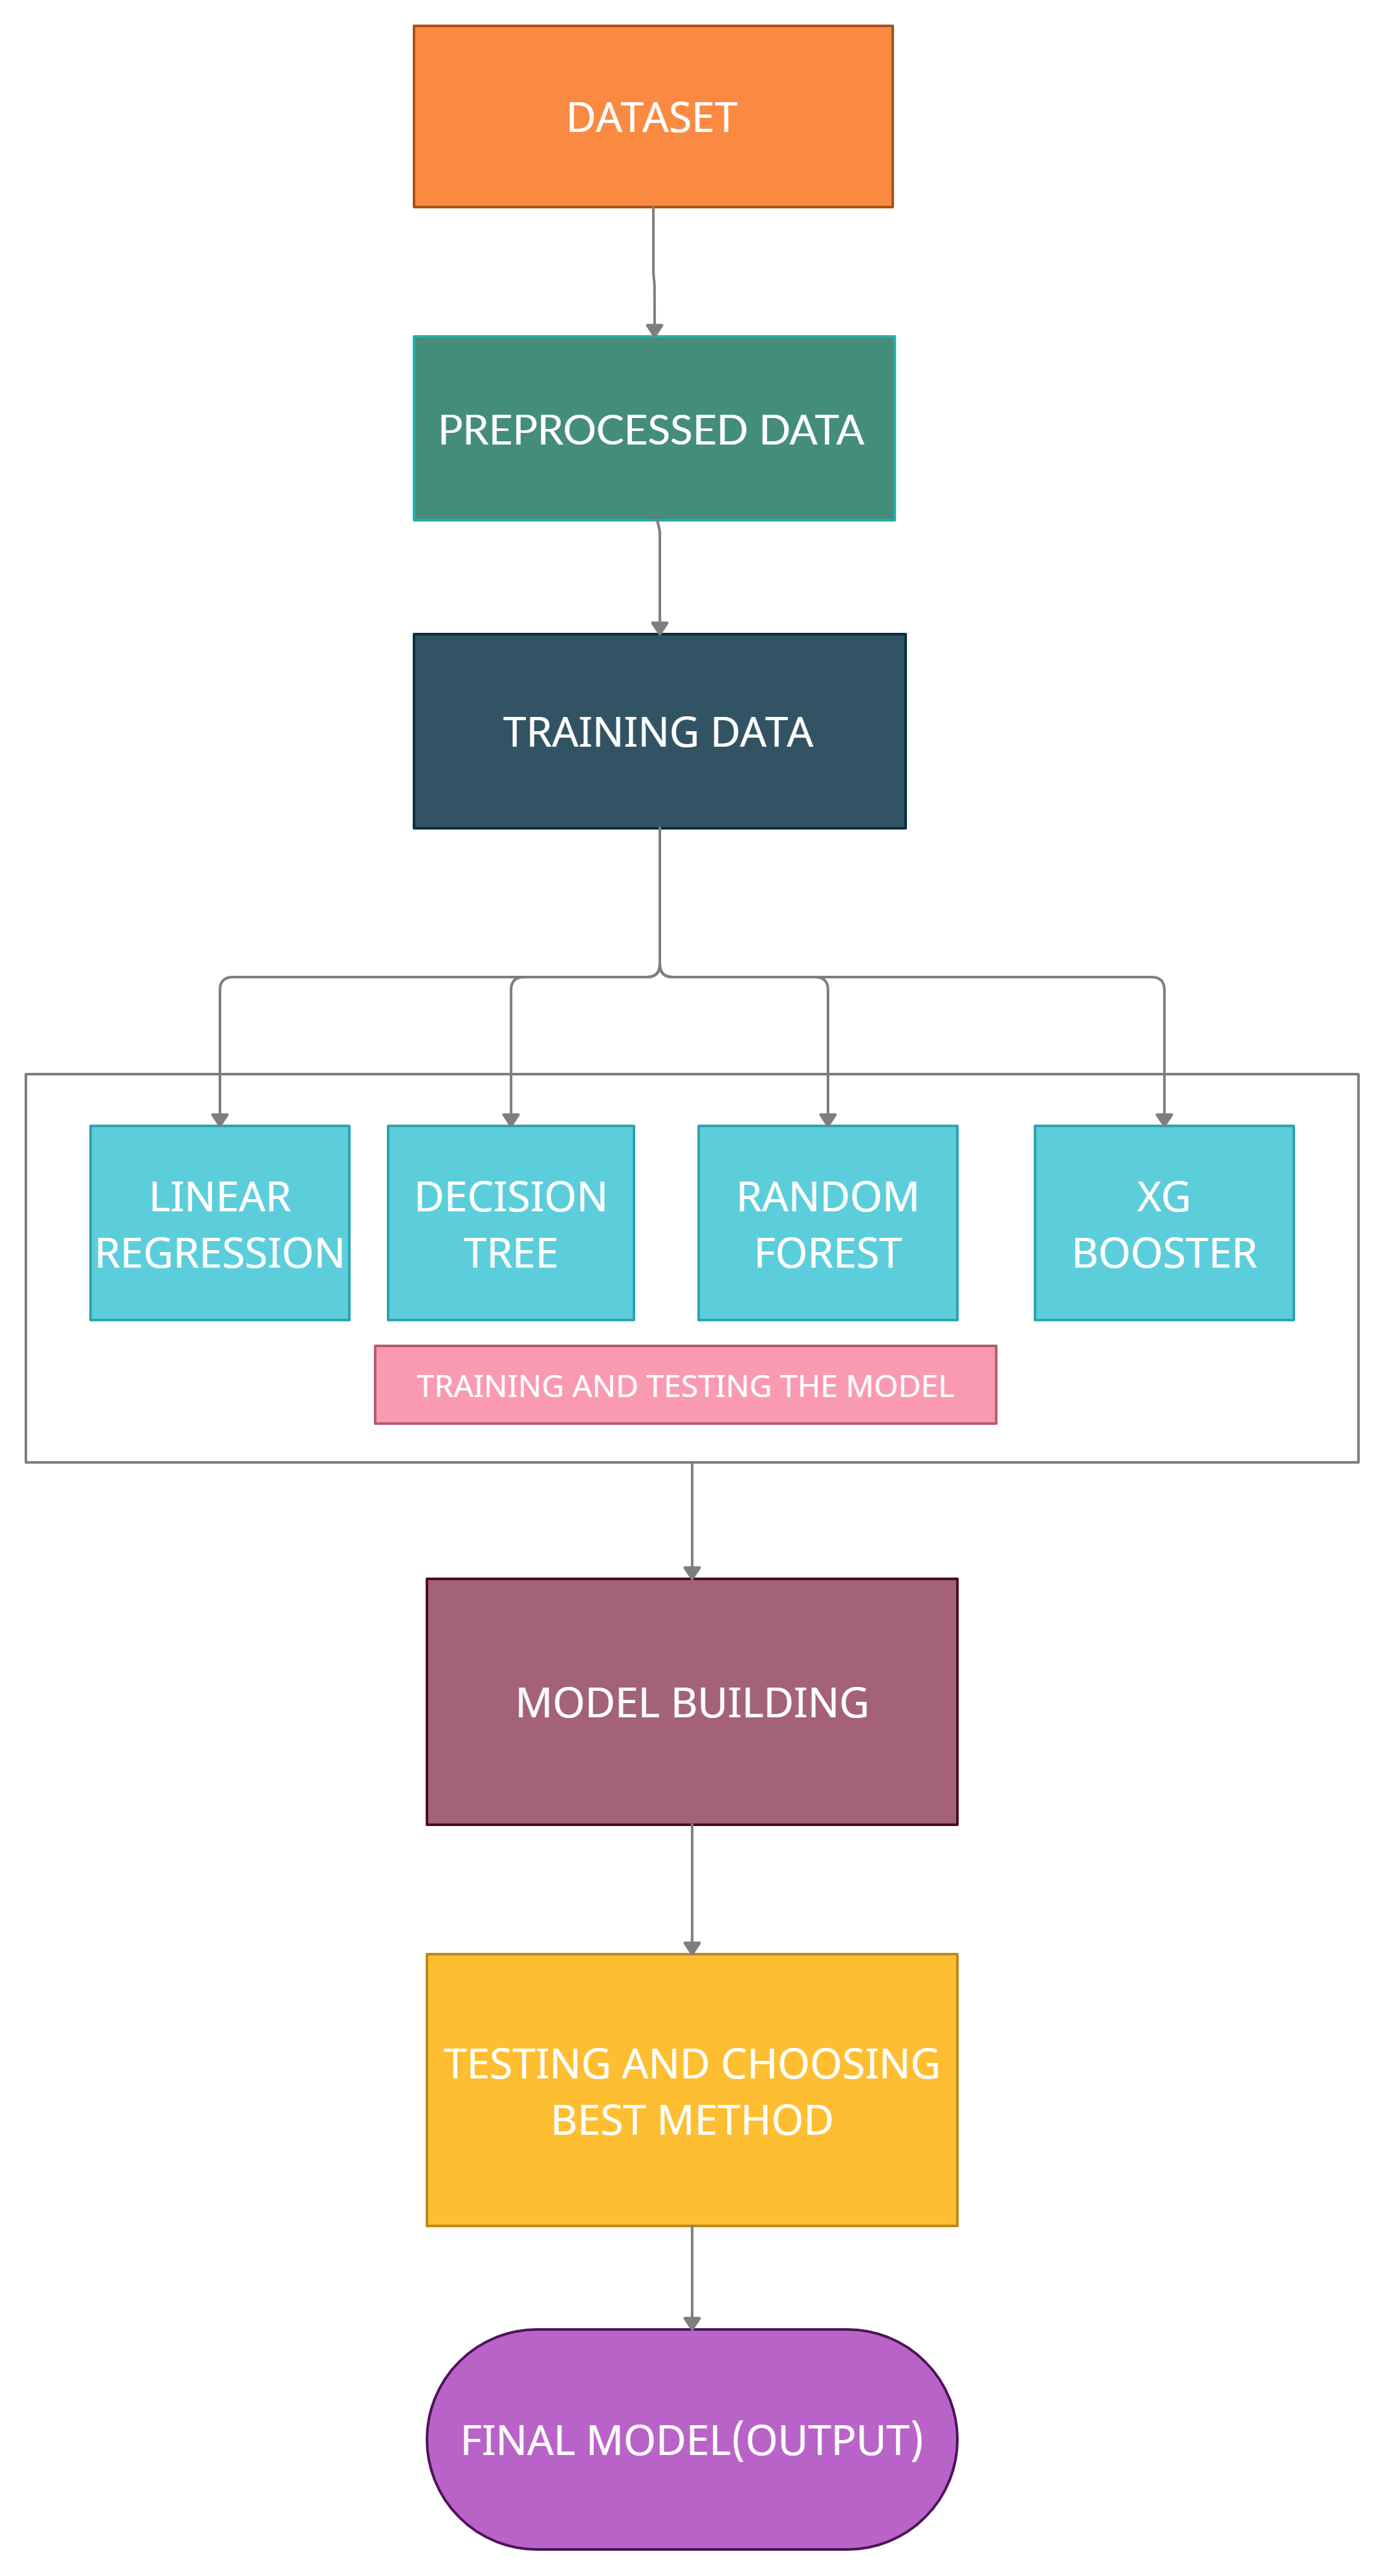 DATASET
PREPROCESSED DATA
TRAINING DATA
LINEAR
REGRESSION
DECISION
TREE
RANDOM
FOREST
XG
BOOSTER
TRAINING AND TESTING THE MODEL
MODEL BUILDING
TESTING AND CHOOSING
BEST METHOD
FINAL MODEL(OUTPUT)